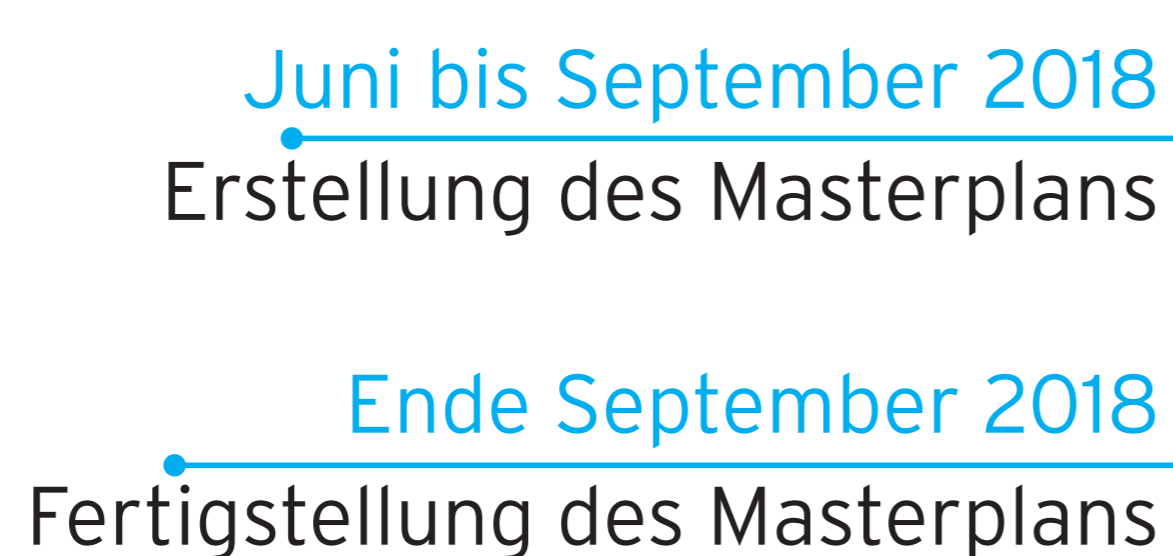 Juni bis September 2018
Erstellung des Masterplans
Ende September 2018
Fertigstellung des Masterplans